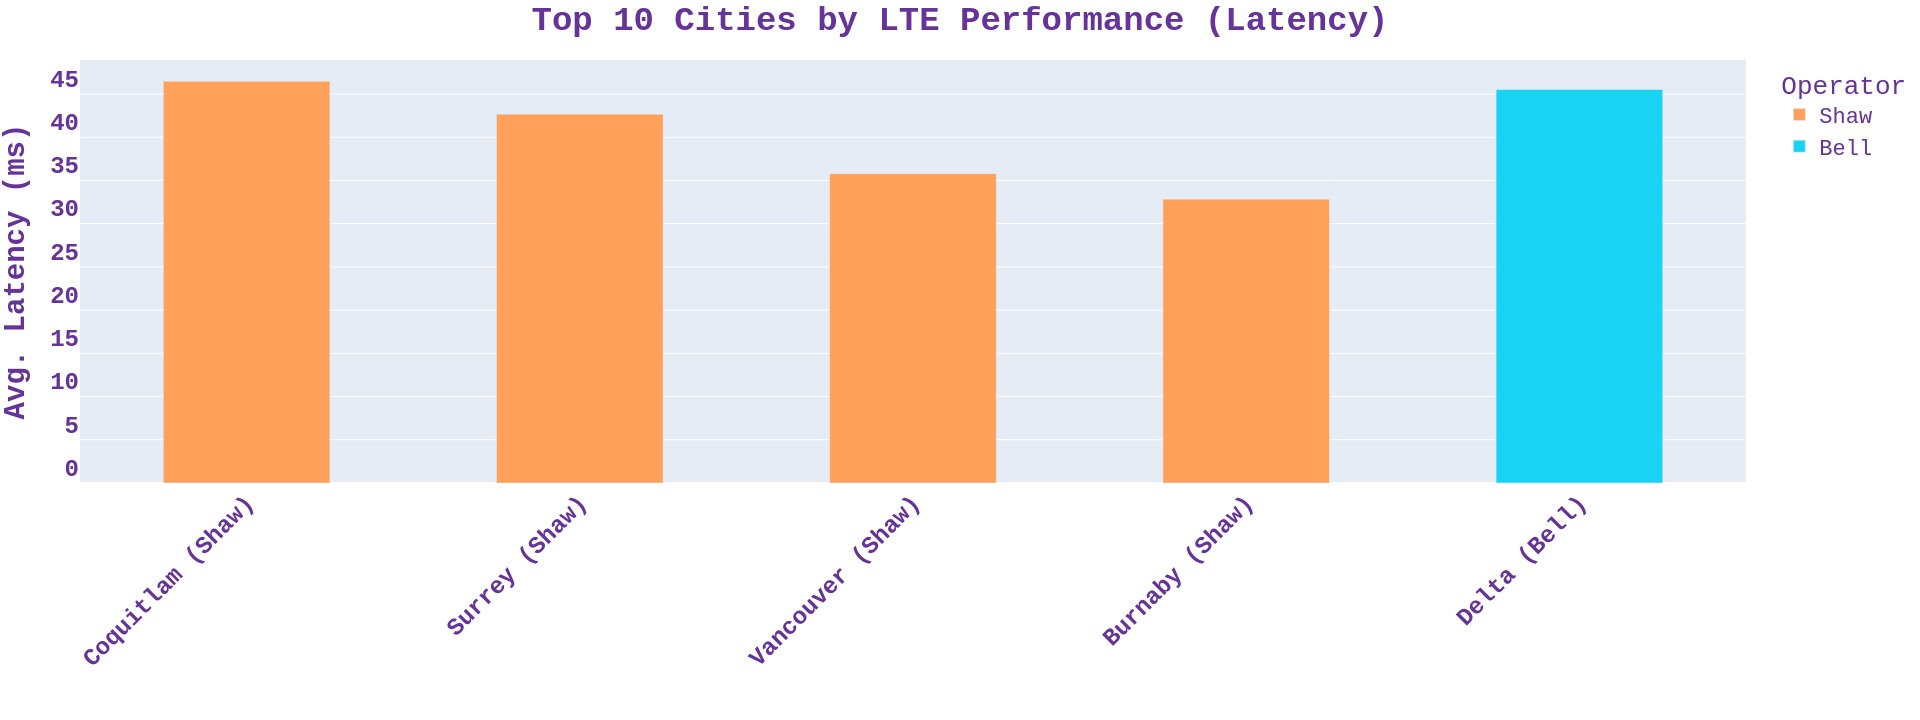 Top 10 Cities by LTE Performance (Latency)
Avg. Latency (ms)
45
40
35
30
25
20
15
10
5
0
Coquitlam (Shaw)
Surrey (Shaw)
Vancouver (Shaw)
Burnaby (Shaw)
Delta (Bell)
Operator
Shaw
Bell